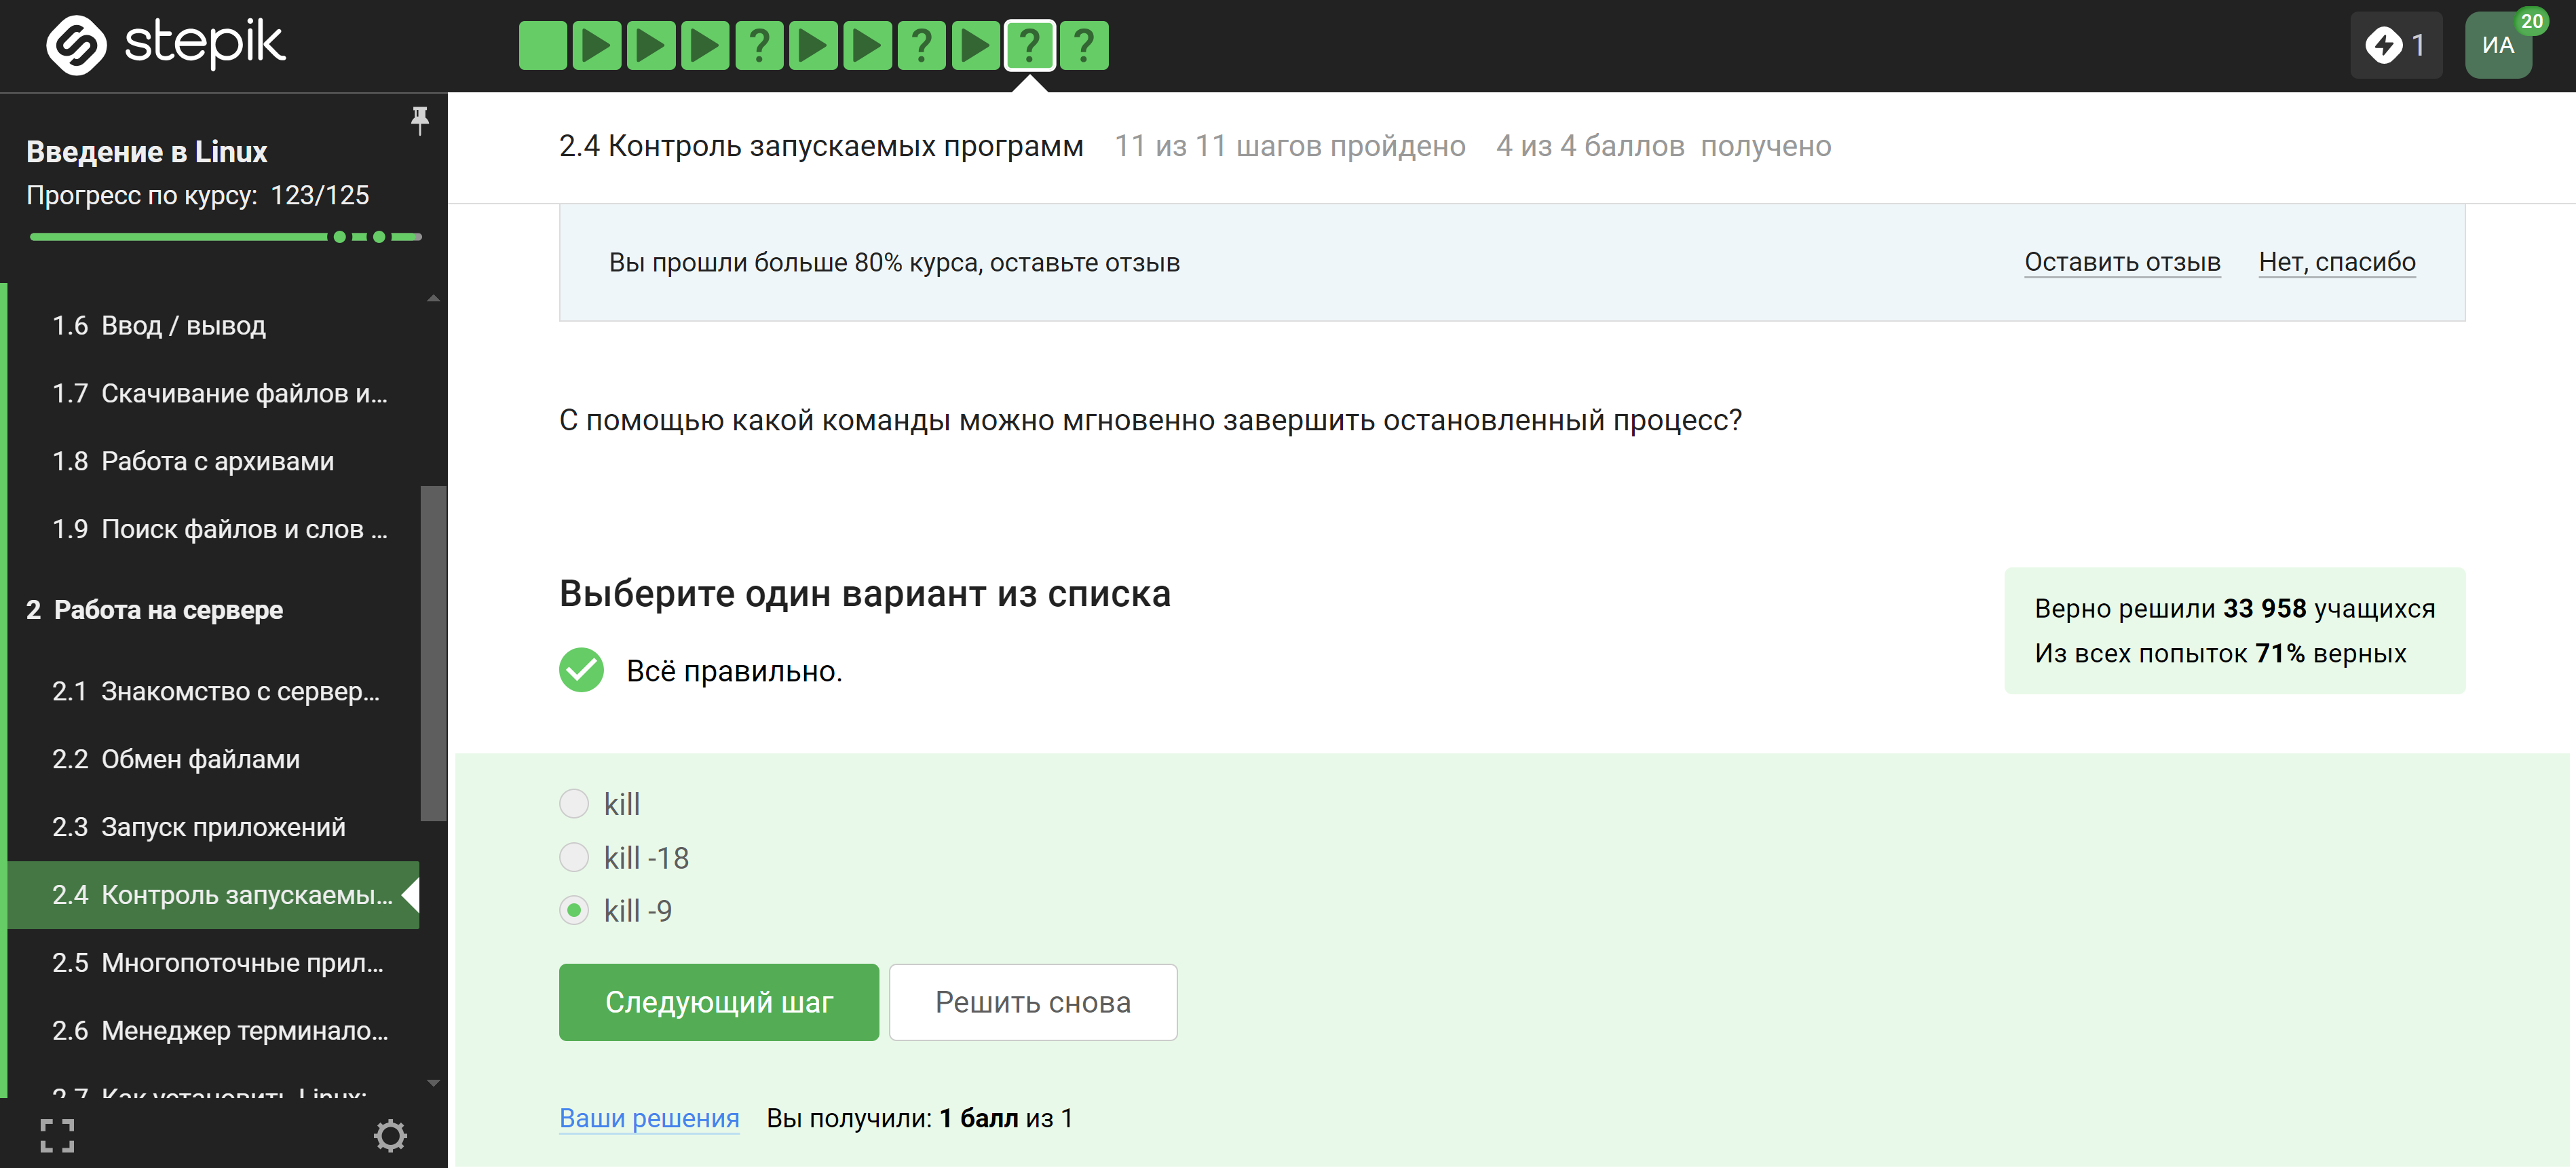 stepik
? ? ? ?
1
ИА
20
Введение в Linux
Прогресс по курсу: 123/125
1.6 Ввод / вывод
1.7 Скачивание файлов и...
1.8 Работа с архивами
1.9 Поиск файлов и слов ...
2 Работа на сервере
2.1 Знакомство с сервер...
2.2 Обмен файлами
2.3 Запуск приложений
2.4 Контроль запускаемы...
2.5 Многопоточные прил...
2.6 Менеджер терминало...
2.7 Как установить Linux:
2.4 Контроль запускаемых программ 11 из 11 шагов пройдено 4 из 4 баллов получено
Вы прошли больше 80% курса, оставьте отзыв Оставить отзыв Нет, спасибо
С помощью какой команды можно мгновенно завершить остановленный процесс?
Выберите один вариант из списка
Всё правильно.
Верно решили 33 958 учащихся
Из всех попыток 71% верных
kill
kill -18
kill -9
Следующий шаг Решить снова
Ваши решения Вы получили: 1 балл из 1